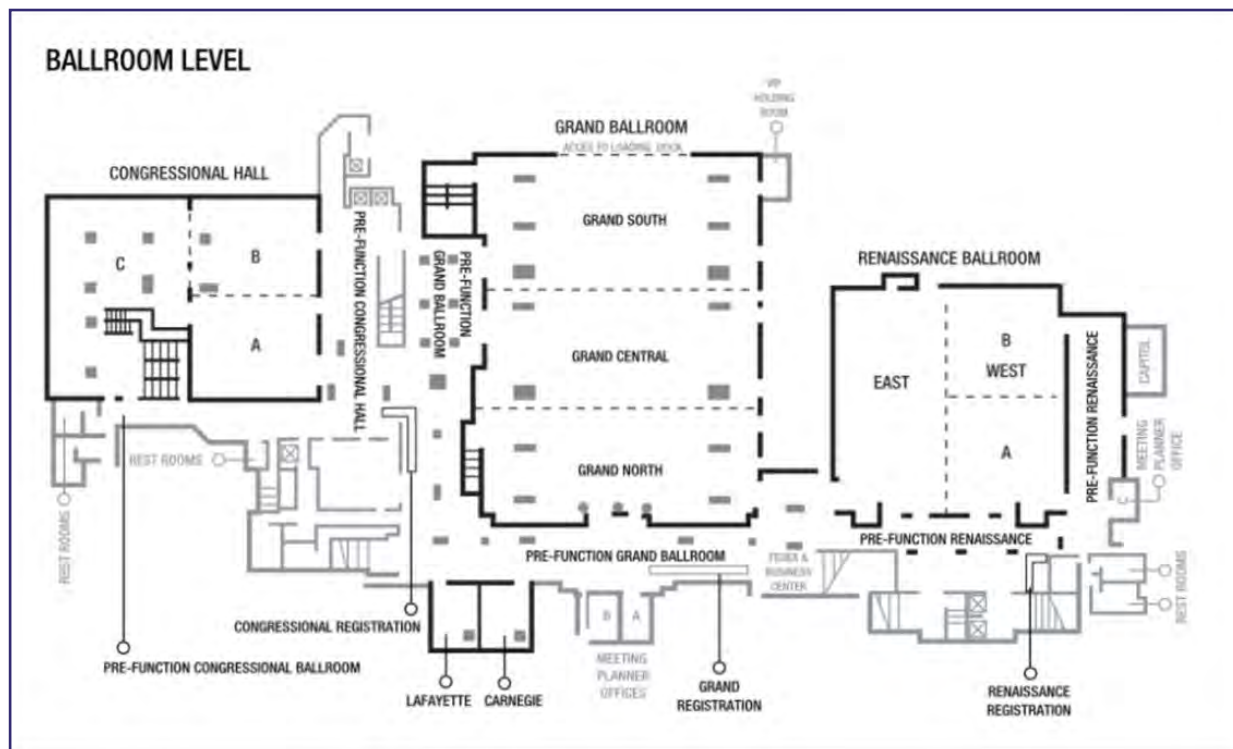 BALLROOM LEVEL
VIP
HOLDING
ROOM
GRAND BALLROOM
ACCES TO LOADING DOCK
CONGRESSIONAL HALL
GRAND SOUTH
C
B
A
PRE-FUNCTION CONGRESSIONAL HALL
PRE-FUNCTION
GRAND BALLROOM
GRAND CENTRAL
GRAND NORTH
RENAISSANCE BALLROOM
EAST
B
WEST
A
PRE-FUNCTION RENAISSANCE
CAPITOL
MEETING
PLANNER
OFFICE
C
REST ROOMS
REST ROOMS
PRE-FUNCTION GRAND BALLROOM
PRE-FUNCTION RENAISSANCE
FEDEX &
BUSINESS
CENTER
REST ROOMS
CONGRESSIONAL REGISTRATION
PRE-FUNCTION CONGRESSIONAL BALLROOM
B
A
MEETING
PLANNER
OFFICES
LAFAYETTE
CARNEGIE
GRAND
REGISTRATION
RENAISSANCE
REGISTRATION